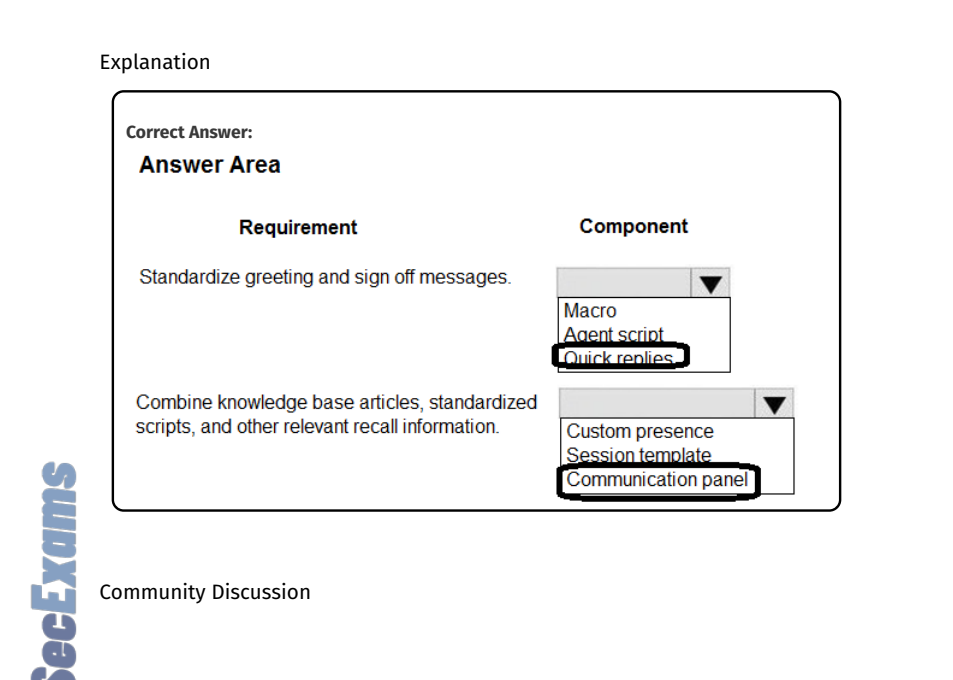 Explanation
Correct Answer:
Answer Area
Requirement
Component
Standardize greeting and sign off messages.
Macro
Agent script
Quick replies
Combine knowledge base articles, standardized
scripts, and other relevant recall information.
Custom presence
Session template
Communication panel
SecExams
Community Discussion